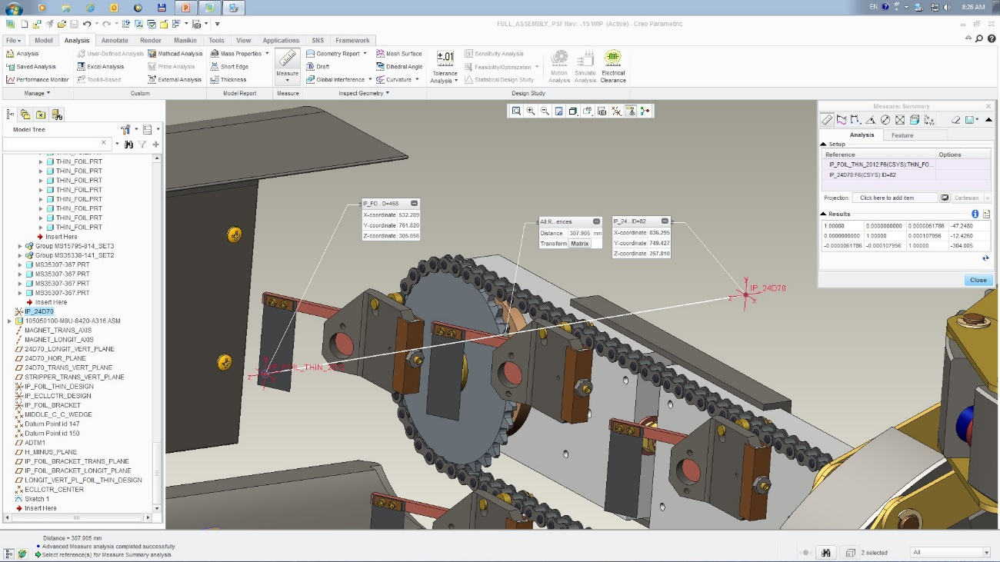 EN
8:26 AM
FULL_ASSEMBLY_PSF Rev: -.15 WIP (Active) - Creo Parametric
File Model Analysis Annotate Render Manikin Tools View Applications SNS Framework
Analysis User-Defined Analysis Mathcad Analysis Mass Properties Geometry Report Mesh Surface Sensitivity Analysis
Saved Analysis Excel Analysis Prime Analysis Short Edge Draft Dihedral Angle Feasibility/Optimization
Performance Monitor Toolkit-Based External Analysis Thickness Global Interference Curvature Statistical Design Study
Measure
±.01
Tolerance Analysis
Motion Analysis
Simulate Analysis
Electrical Clearance
Manage Custom Model Report Measure Inspect Geometry Design Study
Model Tree
THIN_FOIL.PRT
THIN_FOIL.PRT
THIN_FOIL.PRT
THIN_FOIL.PRT
THIN_FOIL.PRT
THIN_FOIL.PRT
THIN_FOIL.PRT
THIN_FOIL.PRT
Insert Here
Group MS15795-814_SET3
Group MS35338-141_SET2
MS35307-367.PRT
MS35307-367.PRT
MS35307-367.PRT
MS35307-367.PRT
Insert Here
IP_24D70
105050100-M8U-8420-A316.ASM
MAGNET_TRANS_AXIS
MAGNET_LONGIT_AXIS
24D70_LONGIT_VERT_PLANE
24D70_HOR_PLANE
24D70_TRANS_VERT_PLANE
STRIPPER_TRANS_VERT_PLANE
IP_FOIL_THIN_DESIGN
IP_ECLLCTR_DESIGN
IP_FOIL_BRACKET
MIDDLE_C_C_WEDGE
Datum Point id 147
Datum Point id 150
ADTM1
H_MINUS_PLANE
IP_FOIL_BRACKET_TRANS_PLANE
IP_FOIL_BRACKET_LONGIT_PLANE
LONGIT_VERT_PL_FOIL_THIN_DESIGN
ECLLCTR_CENTER
Sketch 1
Insert Here
IP_FO...D=468
X-coordinate 532.289
Y-coordinate 761.820
Z-coordinate 305.056
All R...ences
Distance 307.905 mm
Transform Matrix
IP_24...ID=82
X-coordinate 836.295
Y-coordinate 749.427
Z-coordinate 257.810
Y
IP_24D70
Z
X
Z
Measure: Summary
Analysis Feature
Setup
Reference Options
IP_FOIL_THIN_2012:F6(CSYS):THIN_FO...
IP_24D70:F6(CSYS) ID=82
Projection: Click here to add item Cartesian
Results
1.00000 0.0000000000 0.0000061786 -47.2480
0.0000000000 1.00000 0.000107956 -12.4260
-0.0000061786 -0.000107956 1.00000 -304.005
Close
Distance = 307.905 mm
Advanced Measure analysis completed successfully.
Select reference(s) for Measure Summary analysis
2 selected
All